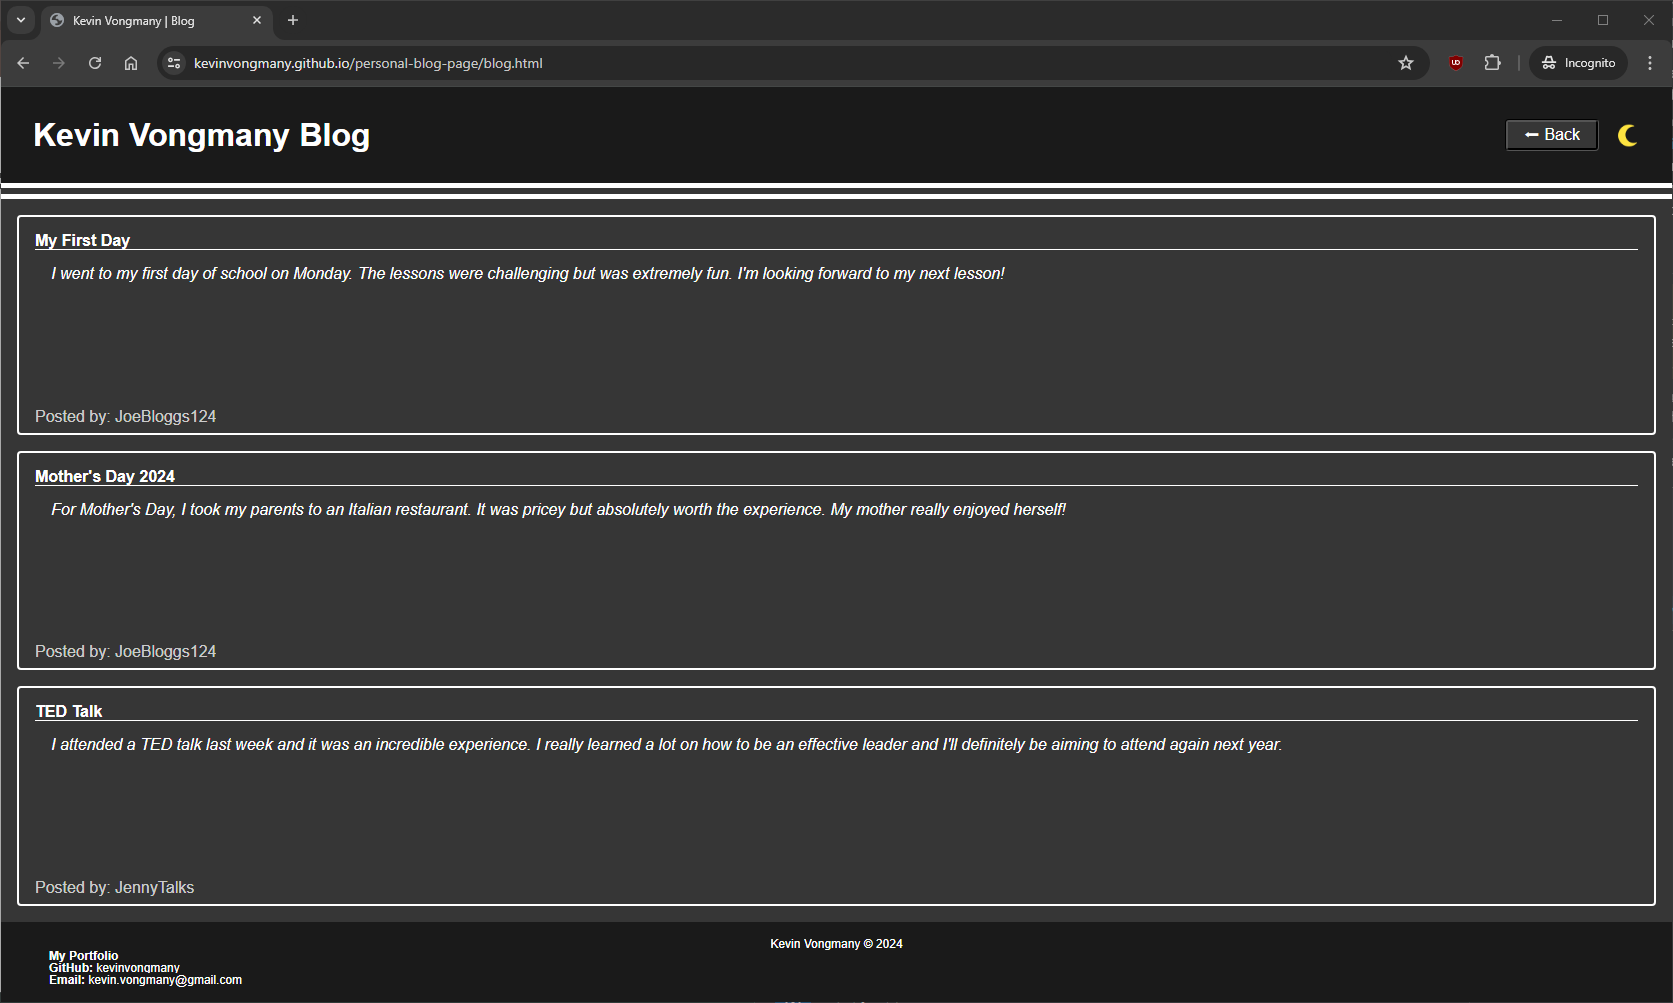 Kevin Vongmany | Blog
kevinvongmany.github.io/personal-blog-page/blog.html
Incognito
Kevin Vongmany Blog
Back
My First Day
I went to my first day of school on Monday. The lessons were challenging but was extremely fun. I'm looking forward to my next lesson!
Posted by: JoeBloggs124
Mother's Day 2024
For Mother's Day, I took my parents to an Italian restaurant. It was pricey but absolutely worth the experience. My mother really enjoyed herself!
Posted by: JoeBloggs124
TED Talk
I attended a TED talk last week and it was an incredible experience. I really learned a lot on how to be an effective leader and I'll definitely be aiming to attend again next year.
Posted by: JennyTalks
Kevin Vongmany © 2024
My Portfolio
GitHub: kevinvongmany
Email: kevin.vongmany@gmail.com